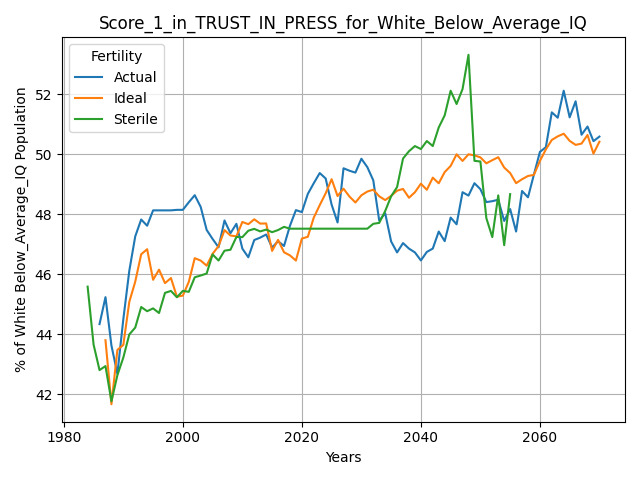 Score_1_in_TRUST_IN_PRESS_for_White_Below_Average_IQ
Fertility
Actual
Ideal
Sterile
% of White Below_Average_IQ Population
52
50
48
46
44
42
1980
2000
2020
2040
2060
Years